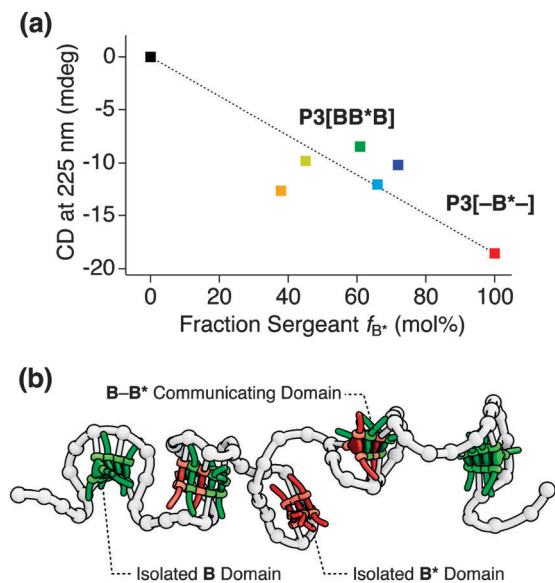 (a)
0
-5
-10
-15
-20
CD at 225 nm (mdeg)
P3[BB*B]
P3[–B*–]
0 20 40 60 80 100
Fraction Sergeant fB* (mol%)
(b)
B–B* Communicating Domain
Isolated B Domain
Isolated B* Domain